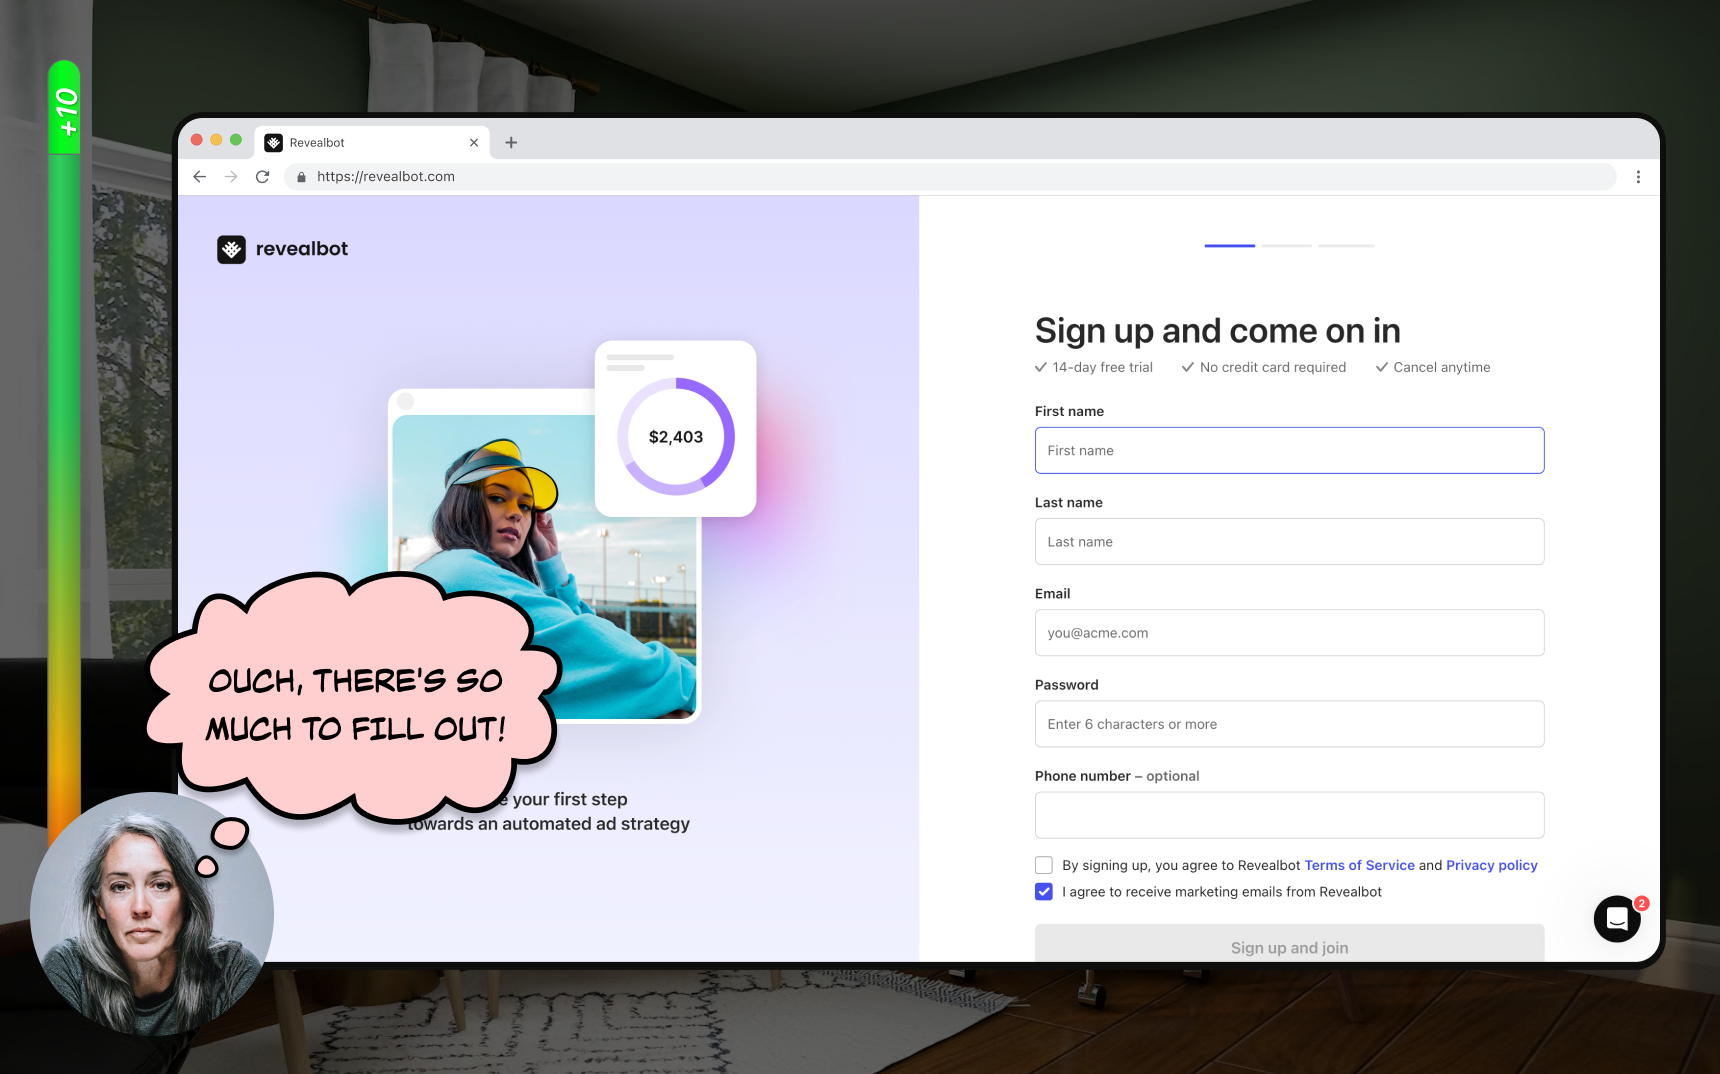 +10
Revealbot
https://revealbot.com
revealbot
$2,403
OUCH, THERE'S SO
MUCH TO FILL OUT!
your first step
towards an automated ad strategy
Sign up and come on in
14-day free trial No credit card required Cancel anytime
First name
First name
Last name
Last name
Email
you@acme.com
Password
Enter 6 characters or more
Phone number – optional
By signing up, you agree to Revealbot Terms of Service and Privacy policy
I agree to receive marketing emails from Revealbot
2
Sign up and join